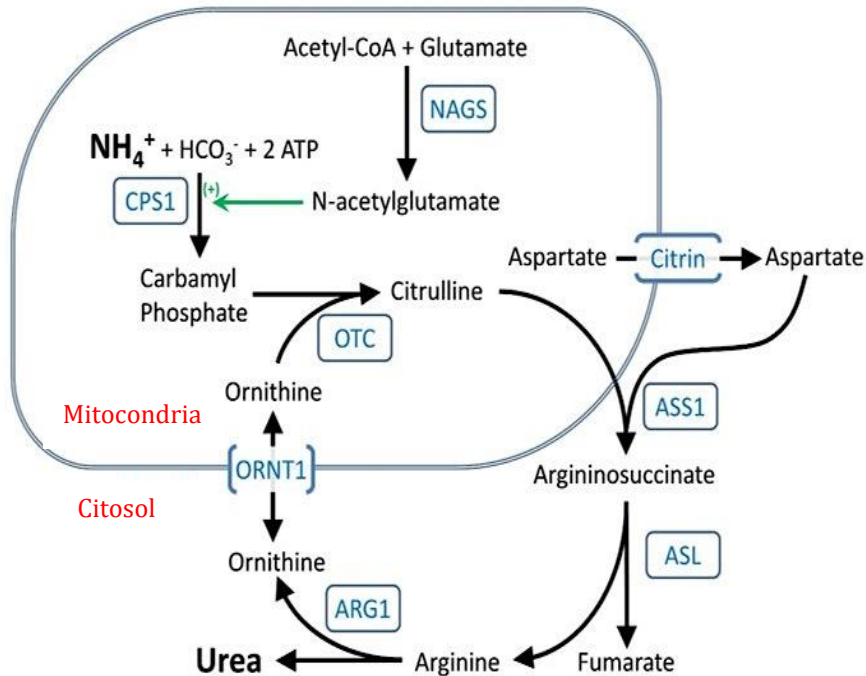 Acetyl-CoA + Glutamate
NAGS
NH₄⁺ + HCO₃⁻ + 2 ATP
(+)
CPS1
N-acetylglutamate
Aspartate
Citrin
Aspartate
Carbamyl
Phosphate
Citrulline
OTC
Ornithine
Mitocondria
ASS1
ORNT1
Argininosuccinate
Citosol
Ornithine
ASL
ARG1
Urea
Arginine
Fumarate